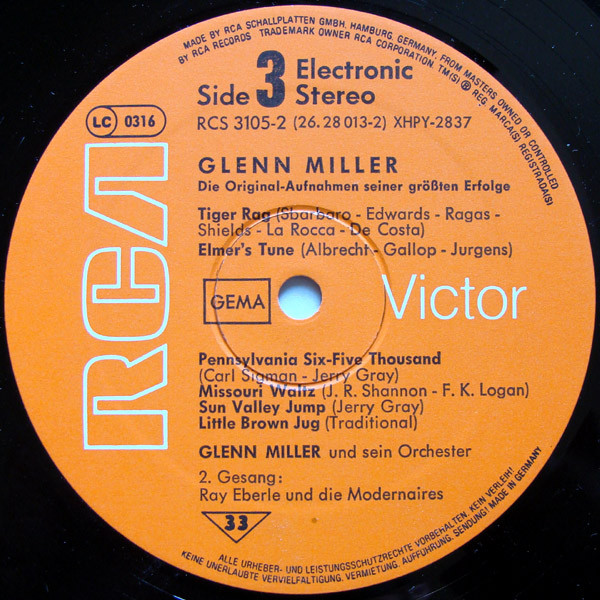 MADE BY RCA SCHALLPLATTEN GMBH, HAMBURG, GERMANY, FROM MASTERS OWNED OR CONTROLLED
BY RCA RECORDS TRADEMARK OWNER RCA CORPORATION. TM(S) ® REG. MARCA(S) REGISTRADA(S)
Side 3 Electronic
Stereo
RCS 3105-2 (26.28 013-2) XHPY-2837
LC 0316
GLENN MILLER
Die Original-Aufnahmen seiner größten Erfolge
Tiger Rag (Sbarbaro - Edwards - Ragas -
Shields - La Rocca - De Costa)
Elmer's Tune (Albrecht - Gallop - Jurgens)
RCA
GEMA
Victor
Pennsylvania Six-Five Thousand
(Carl Sigman - Jerry Gray)
Missouri Waltz (J. R. Shannon - F. K. Logan)
Sun Valley Jump (Jerry Gray)
Little Brown Jug (Traditional)
GLENN MILLER und sein Orchester
2. Gesang:
Ray Eberle und die Modernaires
33
ALLE URHEBER- UND LEISTUNGSSCHUTZRECHTE VORBEHALTEN. KEIN VERLEIH!
KEINE UNERLAUBTE VERVIELFÄLTIGUNG, VERMIETUNG, AUFFÜHRUNG, SENDUNG! MADE IN GERMANY